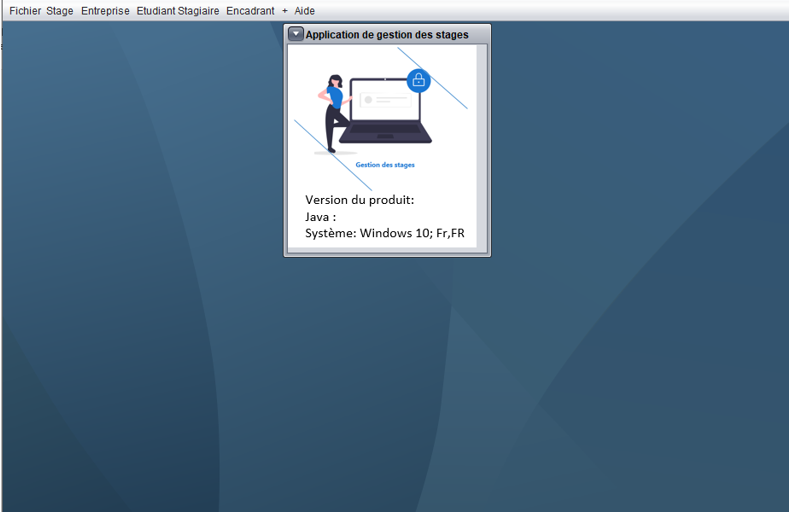 Fichier Stage Entreprise Etudiant Stagiaire Encadrant + Aide
Application de gestion des stages
Gestion des stages
Version du produit:
Java :
Système: Windows 10; Fr,FR